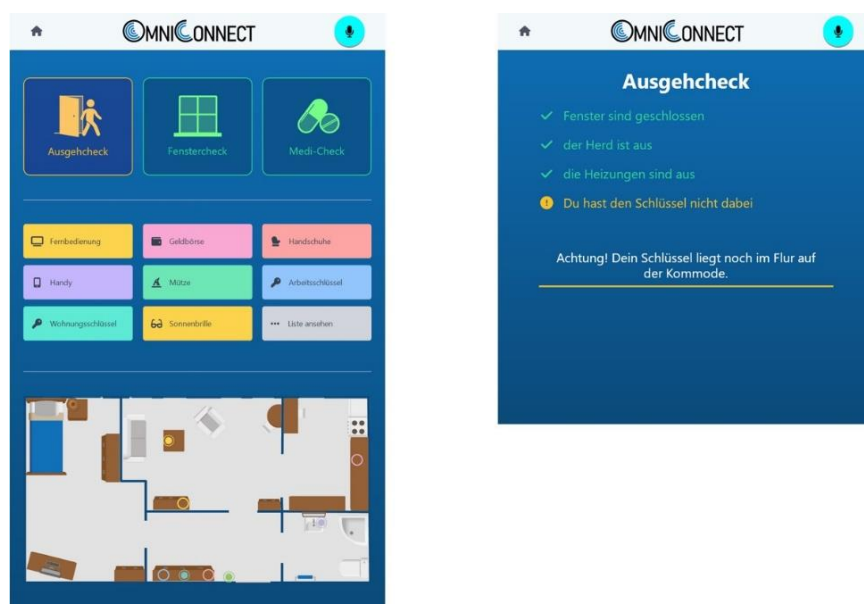 OMNICONNECT
Ausgehcheck
Fenstercheck
Medi-Check
Fernbedienung
Geldbörse
Handschuhe
Handy
Mütze
Arbeitsschlüssel
Wohnungsschlüssel
Sonnenbrille
Liste ansehen
OMNICONNECT
Ausgehcheck
Fenster sind geschlossen
der Herd ist aus
die Heizungen sind aus
Du hast den Schlüssel nicht dabei
Achtung! Dein Schlüssel liegt noch im Flur auf
der Kommode.